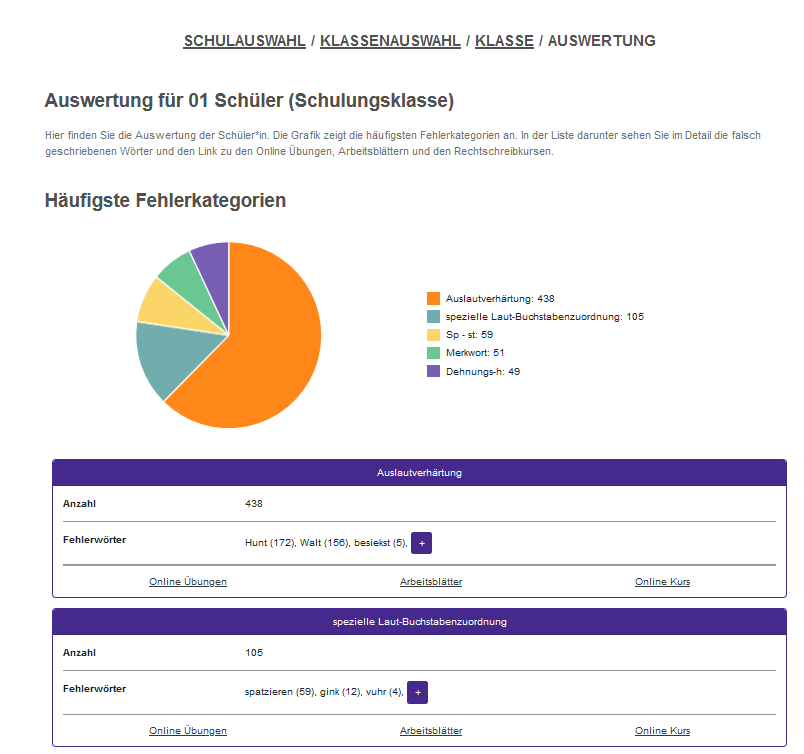 SCHULAUSWAHL / KLASSENAUSWAHL / KLASSE / AUSWERTUNG
Auswertung für 01 Schüler (Schulungsklasse)
Hier finden Sie die Auswertung der Schüler*in. Die Grafik zeigt die häufigsten Fehlerkategorien an. In der Liste darunter sehen Sie im Detail die falsch
geschriebenen Wörter und den Link zu den Online Übungen, Arbeitsblättern und den Rechtschreibkursen.
Häufigste Fehlerkategorien
Auslautverhärtung: 438
spezielle Laut-Buchstabenzuordnung: 105
Sp - st: 59
Merkwort: 51
Dehnungs-h: 49
Auslautverhärtung
Anzahl 438
Fehlerwörter Hunt (172), Walt (156), besiekst (5), +
Online Übungen Arbeitsblätter Online Kurs
spezielle Laut-Buchstabenzuordnung
Anzahl 105
Fehlerwörter spatzieren (59), gink (12), vuhr (4), +
Online Übungen Arbeitsblätter Online Kurs